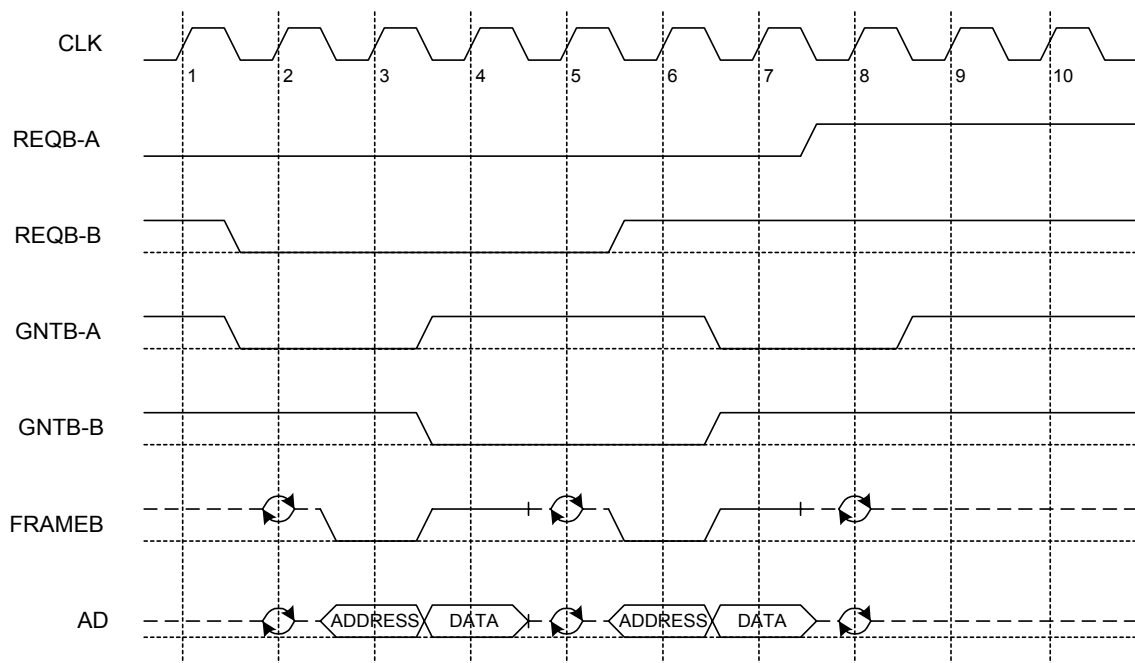 CLK
1 2 3 4 5 6 7 8 9 10
REQB-A
REQB-B
GNTB-A
GNTB-B
FRAMEB
AD ADDRESS DATA ADDRESS DATA